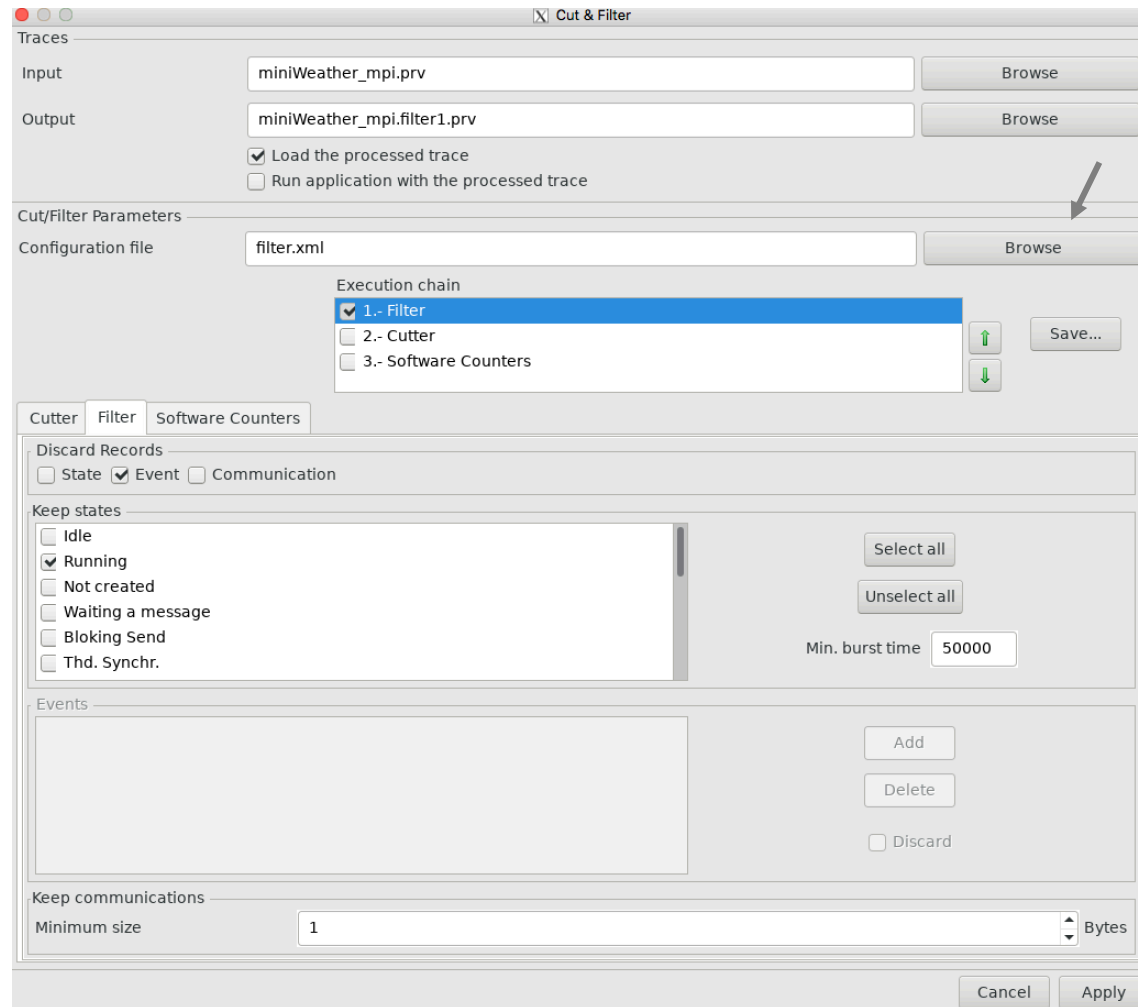 Cut & Filter
Traces
Input miniWeather_mpi.prv Browse
Output miniWeather_mpi.filter1.prv Browse
Load the processed trace
Run application with the processed trace
Cut/Filter Parameters
Configuration file filter.xml Browse
Execution chain
1.- Filter
2.- Cutter
3.- Software Counters
Save...
Cutter Filter Software Counters
Discard Records
State Event Communication
Keep states
Idle
Running
Not created
Waiting a message
Bloking Send
Thd. Synchr.
Select all
Unselect all
Min. burst time 50000
Events
Add
Delete
Discard
Keep communications
Minimum size 1 Bytes
Cancel Apply